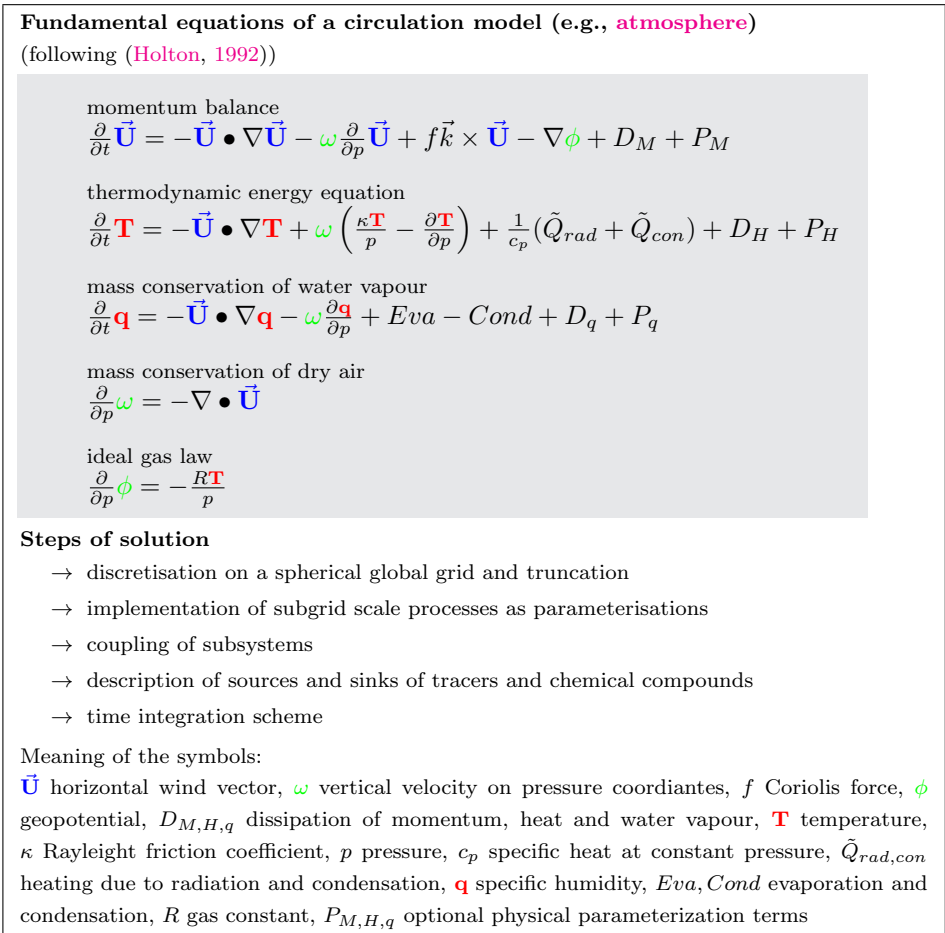 Fundamental equations of a circulation model (e.g., atmosphere)
(following (Holton, 1992))
momentum balance
∂/∂t U⃗ = −U⃗ • ∇U⃗ − ω ∂/∂p U⃗ + f k⃗ × U⃗ − ∇ϕ + D_M + P_M
thermodynamic energy equation
∂/∂t T = −U⃗ • ∇T + ω (κT/p − ∂T/∂p) + 1/c_p (Q̃_rad + Q̃_con) + D_H + P_H
mass conservation of water vapour
∂/∂t q = −U⃗ • ∇q − ω ∂q/∂p + Eva − Cond + D_q + P_q
mass conservation of dry air
∂/∂p ω = −∇ • U⃗
ideal gas law
∂/∂p ϕ = −RT/p
Steps of solution
→ discretisation on a spherical global grid and truncation
→ implementation of subgrid scale processes as parameterisations
→ coupling of subsystems
→ description of sources and sinks of tracers and chemical compounds
→ time integration scheme
Meaning of the symbols:
U⃗ horizontal wind vector, ω vertical velocity on pressure coordiantes, f Coriolis force, ϕ
geopotential, D_M,H,q dissipation of momentum, heat and water vapour, T temperature,
κ Rayleight friction coefficient, p pressure, c_p specific heat at constant pressure, Q̃_rad,con
heating due to radiation and condensation, q specific humidity, Eva, Cond evaporation and
condensation, R gas constant, P_M,H,q optional physical parameterization terms